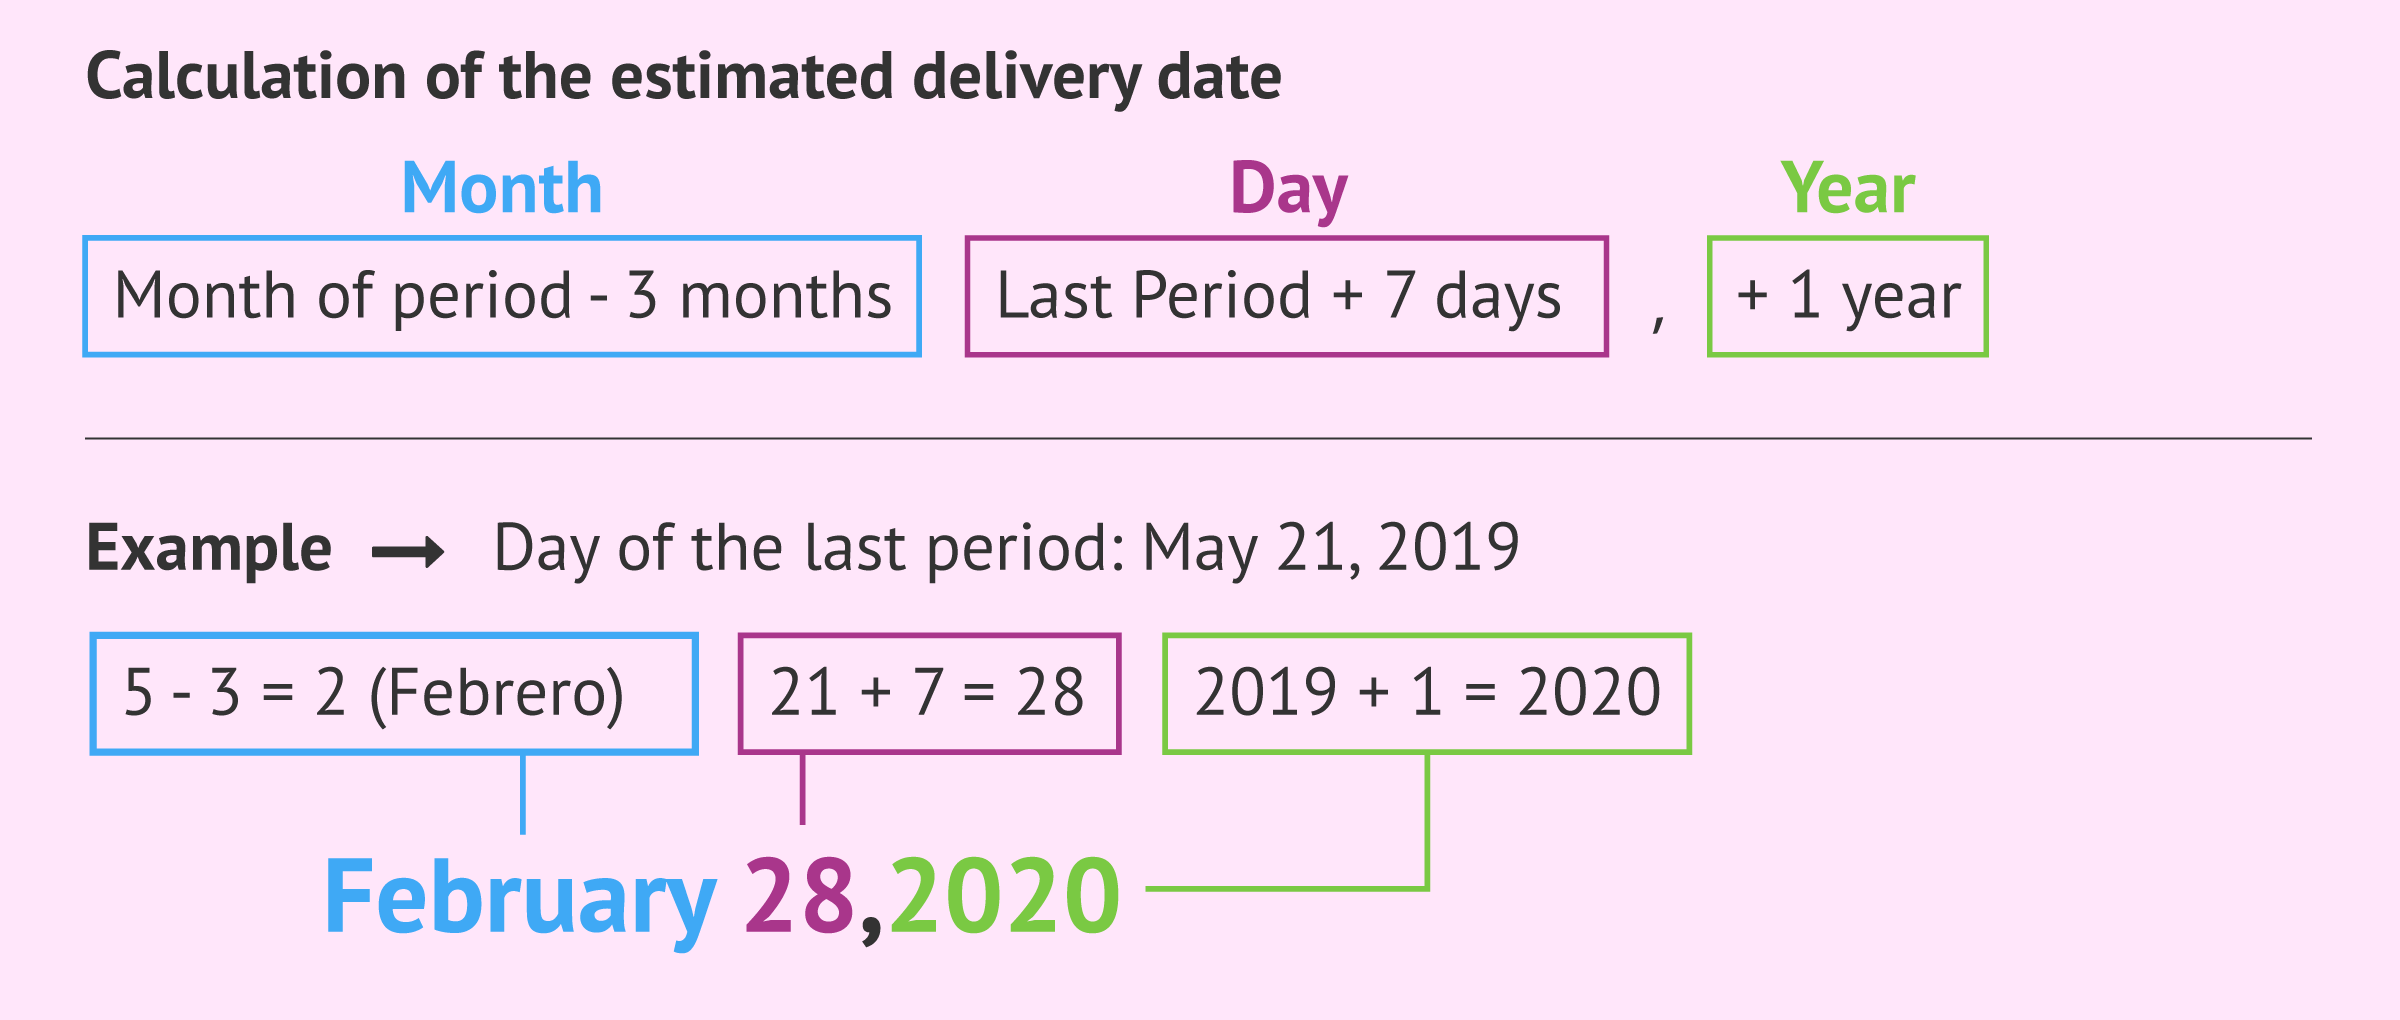 Calculation of the estimated delivery date
Month Day Year
Month of period - 3 months Last Period + 7 days , + 1 year
Example → Day of the last period: May 21, 2019
5 - 3 = 2 (Febrero) 21 + 7 = 28 2019 + 1 = 2020
February 28,2020